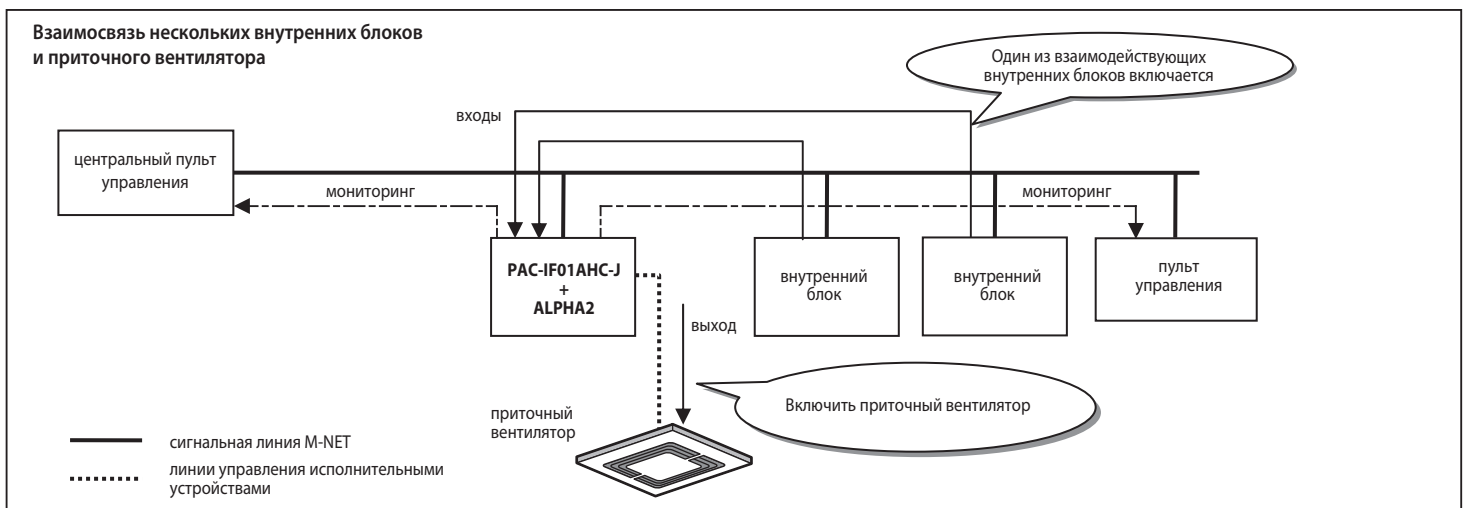 Взаимосвязь нескольких внутренних блоков
и приточного вентилятора
Один из взаимодействующих
внутренних блоков включается
входы
центральный пульт
управления
мониторинг
мониторинг
PAC-IF01AHC-J
+
ALPHA2
внутренний
блок
внутренний
блок
пульт
управления
выход
Включить приточный вентилятор
приточный
вентилятор
сигнальная линия M-NET
линии управления исполнительными
устройствами